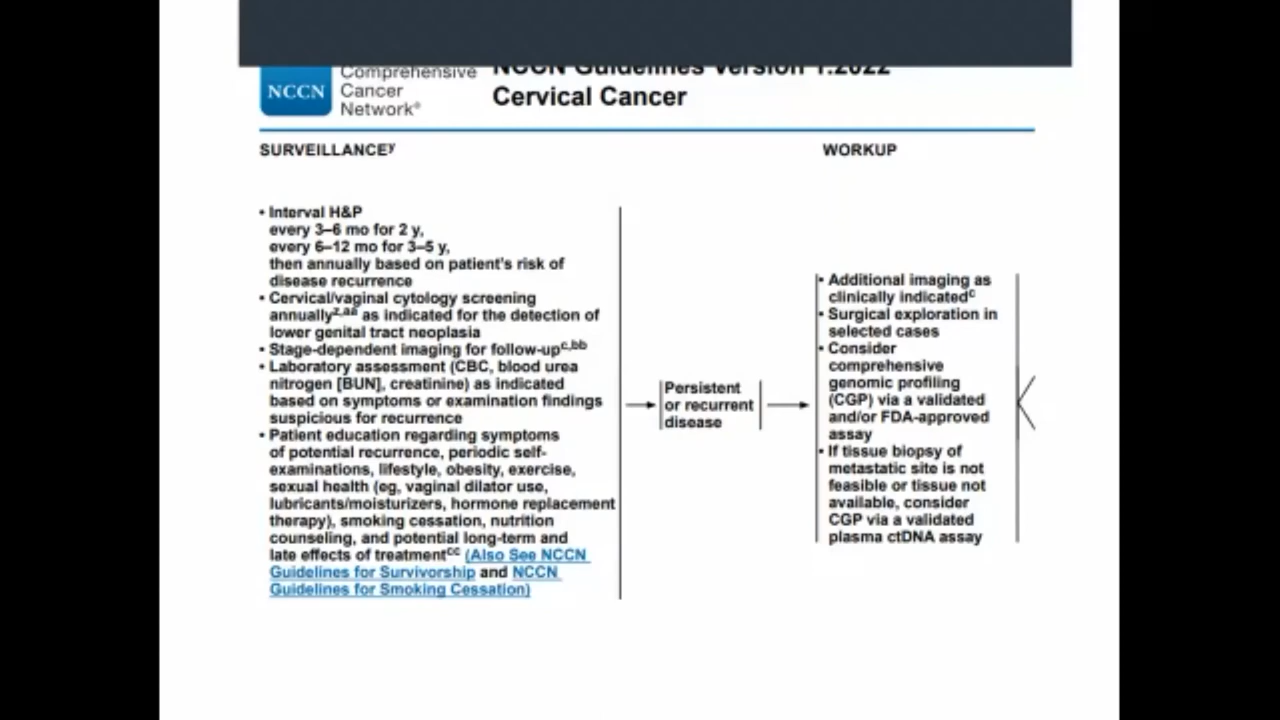 NCCN
Comprehensive
Cancer
Network®
NCCN Guidelines Version 1.2022
Cervical Cancer
SURVEILLANCEʸ
• Interval H&P
every 3–6 mo for 2 y,
every 6–12 mo for 3–5 y,
then annually based on patient's risk of
disease recurrence
• Cervical/vaginal cytology screening
annuallyᶻ,ᵃᵃ as indicated for the detection of
lower genital tract neoplasia
• Stage-dependent imaging for follow-upᶜ,ᵇᵇ
• Laboratory assessment (CBC, blood urea
nitrogen [BUN], creatinine) as indicated
based on symptoms or examination findings
suspicious for recurrence
• Patient education regarding symptoms
of potential recurrence, periodic self-
examinations, lifestyle, obesity, exercise,
sexual health (eg, vaginal dilator use,
lubricants/moisturizers, hormone replacement
therapy), smoking cessation, nutrition
counseling, and potential long-term and
late effects of treatmentᶜᶜ (Also See NCCN
Guidelines for Survivorship and NCCN
Guidelines for Smoking Cessation)
Persistent
or recurrent
disease
WORKUP
• Additional imaging as
clinically indicatedᶜ
• Surgical exploration in
selected cases
• Consider
comprehensive
genomic profiling
(CGP) via a validated
and/or FDA-approved
assay
• If tissue biopsy of
metastatic site is not
feasible or tissue not
available, consider
CGP via a validated
plasma ctDNA assay